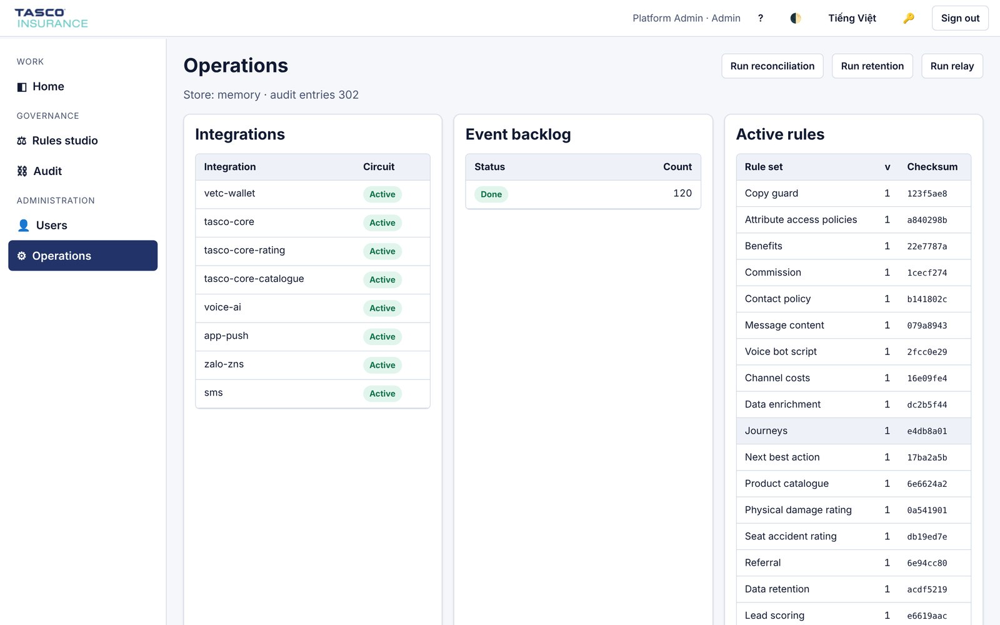 TASCO
INSURANCE
Platform Admin · Admin
?
Tiếng Việt
Sign out
WORK
Home
GOVERNANCE
Rules studio
Audit
ADMINISTRATION
Users
Operations
Operations
Run reconciliation
Run retention
Run relay
Store: memory · audit entries 302
Integrations
Integration Circuit
vetc-wallet Active
tasco-core Active
tasco-core-rating Active
tasco-core-catalogue Active
voice-ai Active
app-push Active
zalo-zns Active
sms Active
Event backlog
Status Count
Done 120
Active rules
Rule set v Checksum
Copy guard 1 123f5ae8
Attribute access policies 1 a840298b
Benefits 1 22e7787a
Commission 1 1cecf274
Contact policy 1 b141802c
Message content 1 079a8943
Voice bot script 1 2fcc0e29
Channel costs 1 16e09fe4
Data enrichment 1 dc2b5f44
Journeys 1 e4db8a01
Next best action 1 17ba2a5b
Product catalogue 1 6e6624a2
Physical damage rating 1 0a541901
Seat accident rating 1 db19ed7e
Referral 1 6e94cc80
Data retention 1 acdf5219
Lead scoring 1 e6619aac